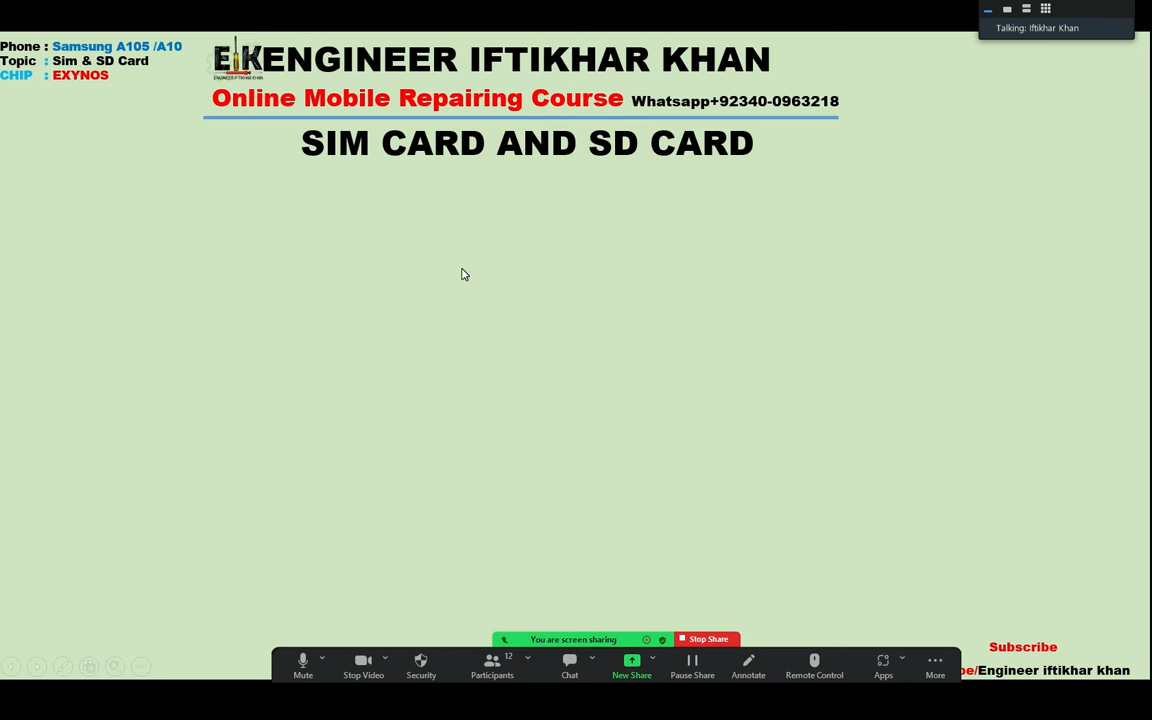 Talking: Iftikhar Khan
Phone : Samsung A105 /A10
Topic : Sim & SD Card
CHIP : EXYNOS
EIK
ENGINEER IFTIKHAR KHAN
Online Mobile Repairing Course Whatsapp+92340-0963218
SIM CARD AND SD CARD
You are screen sharing
Stop Share
Subscribe
be/Engineer iftikhar khan
12
Mute
Stop Video
Security
Participants
Chat
New Share
Pause Share
Annotate
Remote Control
Apps
More